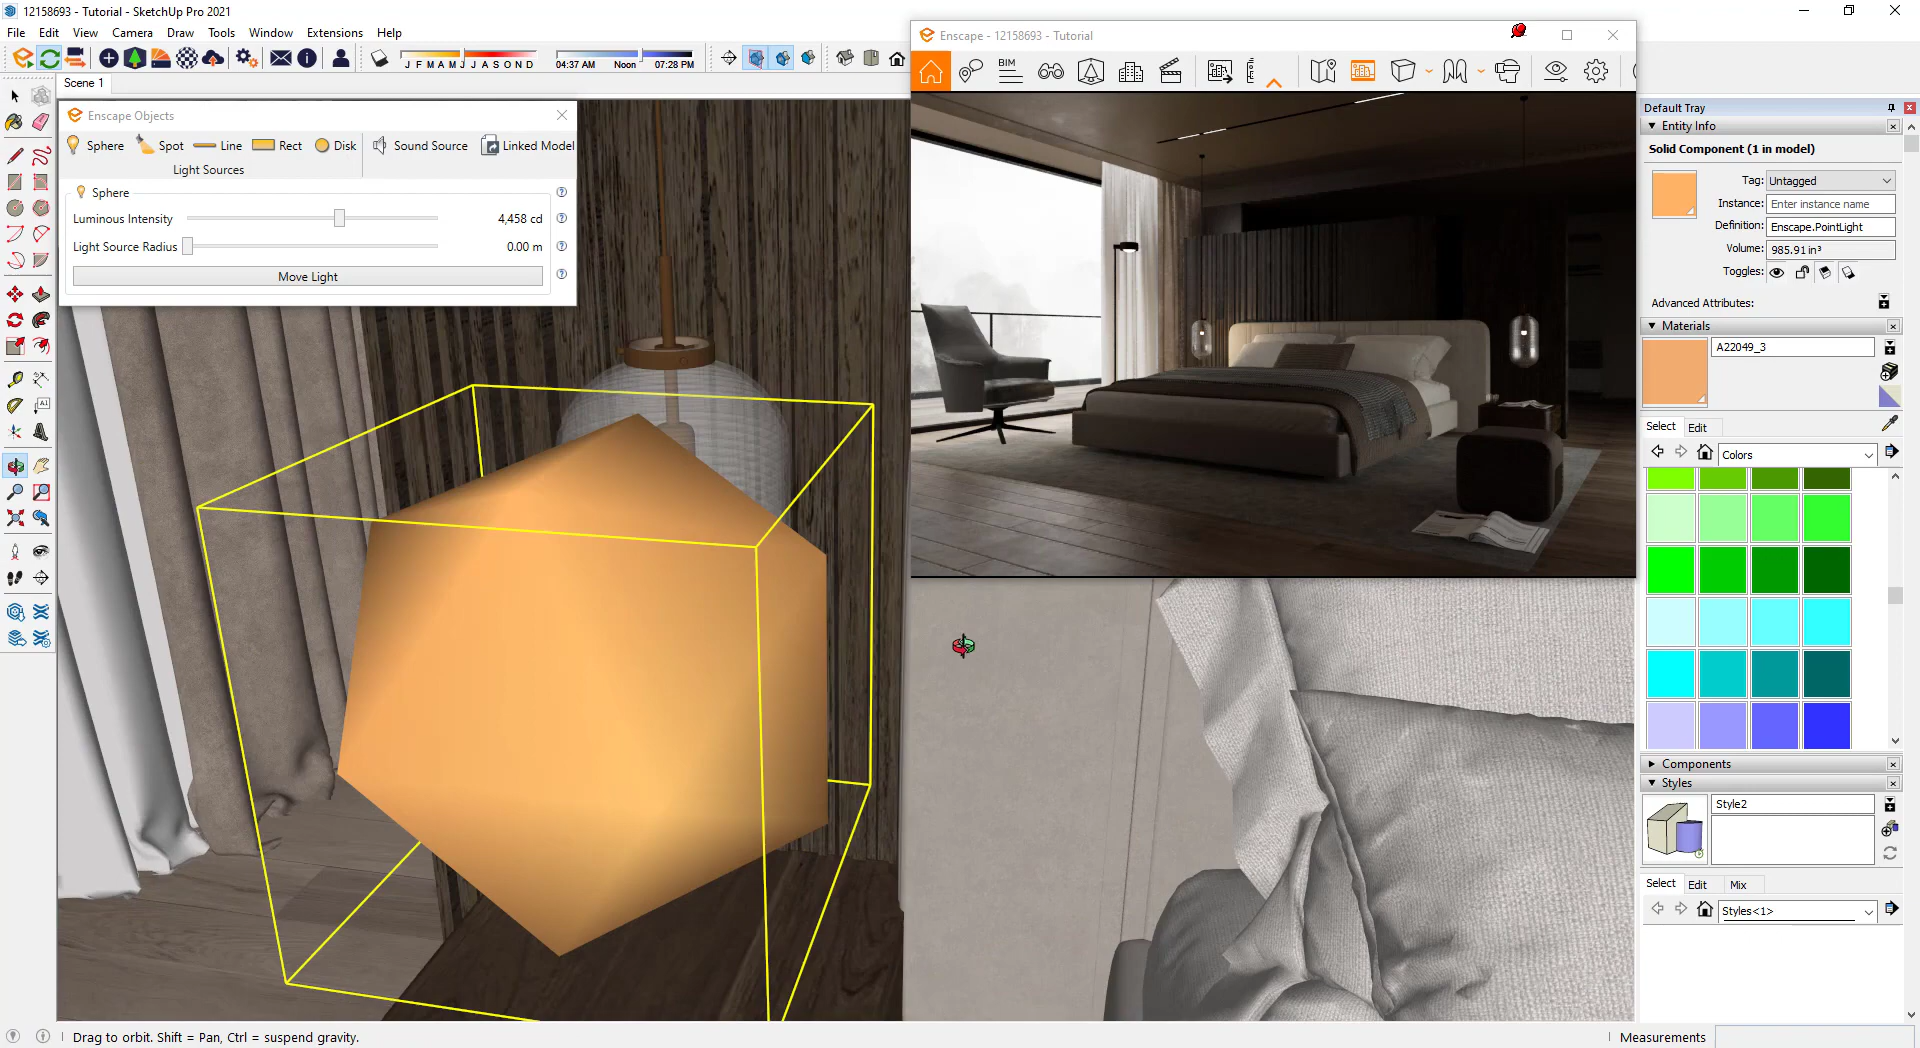 12158693 - Tutorial - SketchUp Pro 2021
File Edit View Camera Draw Tools Window Extensions Help
J F M A M J J A S O N D
04:37 AM Noon 07:28 PM
Scene 1
Enscape Objects
Sphere Spot Line Rect Disk Sound Source Linked Model
Light Sources
Sphere
Luminous Intensity 4,458 cd
Light Source Radius 0.00 m
Move Light
Enscape - 12158693 - Tutorial
BIM
Default Tray
Entity Info
Solid Component (1 in model)
Tag: Untagged
Instance: Enter instance name
Definition: Enscape.PointLight
Volume: 985.91 in³
Toggles:
Advanced Attributes:
Materials
A22049_3
Select Edit
Colors
Components
Styles
Style2
Select Edit Mix
Styles<1>
Drag to orbit. Shift = Pan, Ctrl = suspend gravity.
Measurements